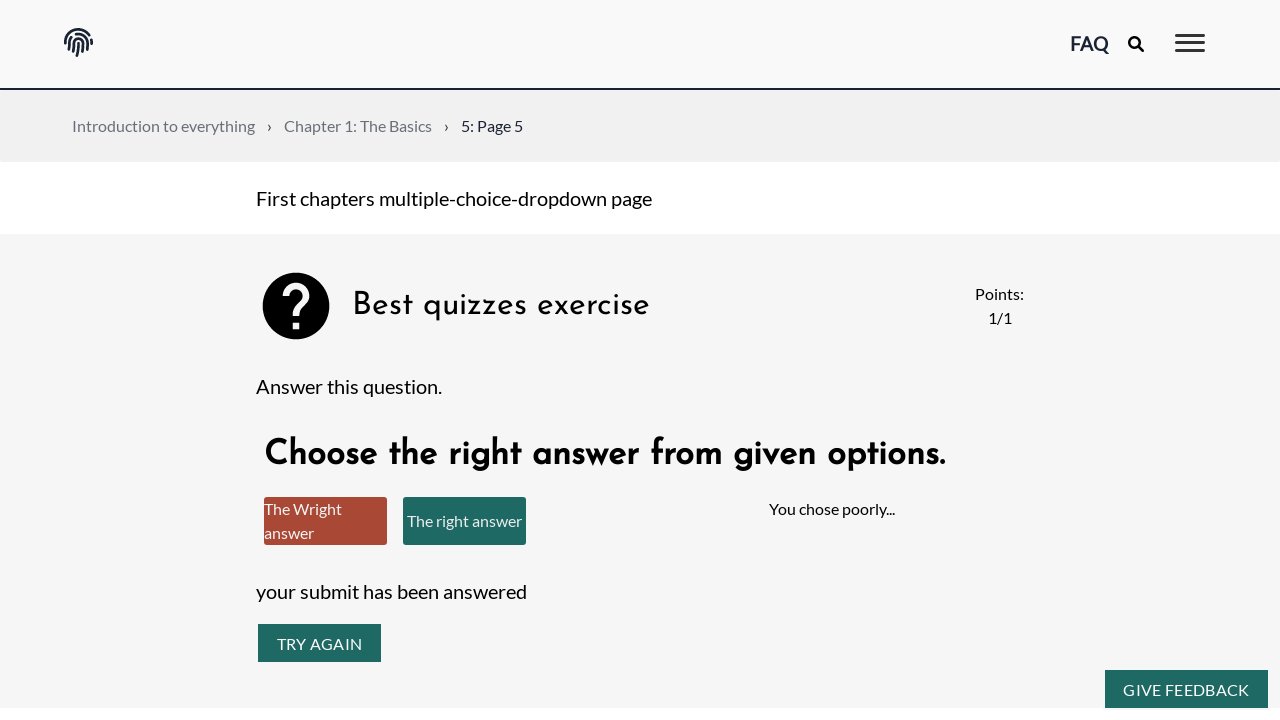 FAQ
Introduction to everything › Chapter 1: The Basics › 5: Page 5
First chapters multiple-choice-dropdown page
Best quizzes exercise
Points:
1/1
Answer this question.
Choose the right answer from given options.
The Wright
answer
The right answer
You chose poorly...
your submit has been answered
TRY AGAIN
GIVE FEEDBACK